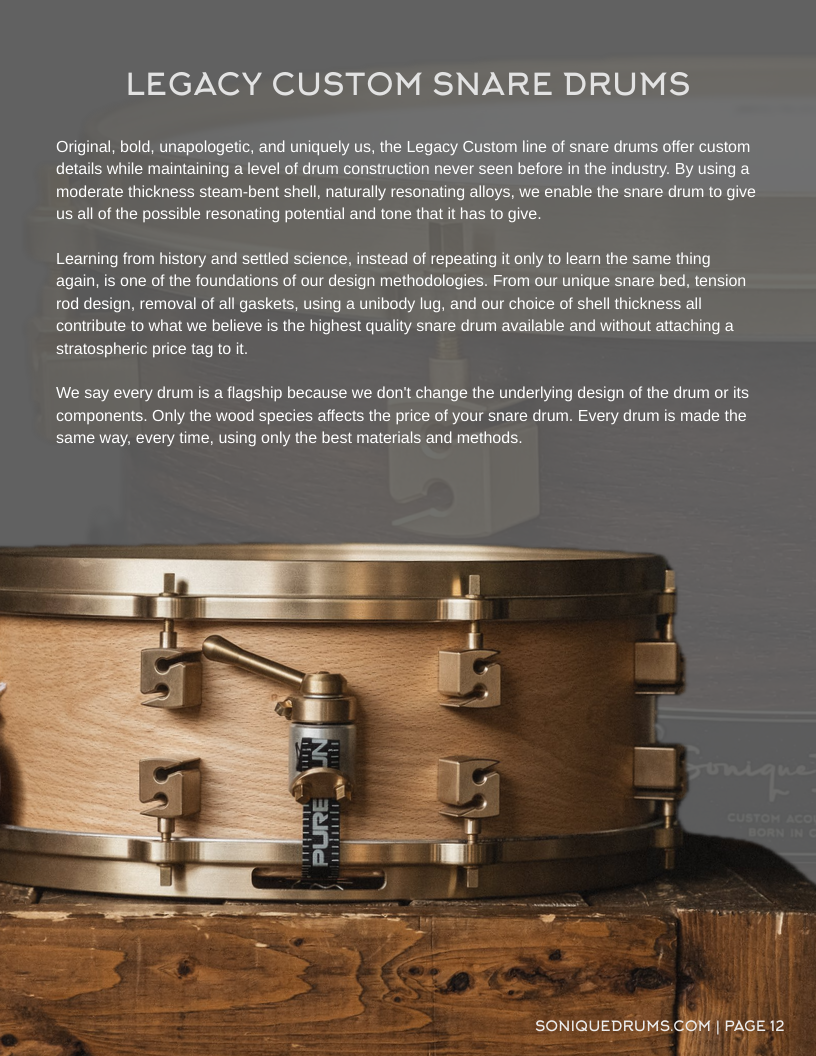 LEGACY CUSTOM SNARE DRUMS
Original, bold, unapologetic, and uniquely us, the Legacy Custom line of snare drums offer custom
details while maintaining a level of drum construction never seen before in the industry. By using a
moderate thickness steam-bent shell, naturally resonating alloys, we enable the snare drum to give
us all of the possible resonating potential and tone that it has to give.
Learning from history and settled science, instead of repeating it only to learn the same thing
again, is one of the foundations of our design methodologies. From our unique snare bed, tension
rod design, removal of all gaskets, using a unibody lug, and our choice of shell thickness all
contribute to what we believe is the highest quality snare drum available and without attaching a
stratospheric price tag to it.
We say every drum is a flagship because we don't change the underlying design of the drum or its
components. Only the wood species affects the price of your snare drum. Every drum is made the
same way, every time, using only the best materials and methods.
PURE
Sonique
CUSTOM
BORN IN
SONIQUEDRUMS.COM | PAGE 12